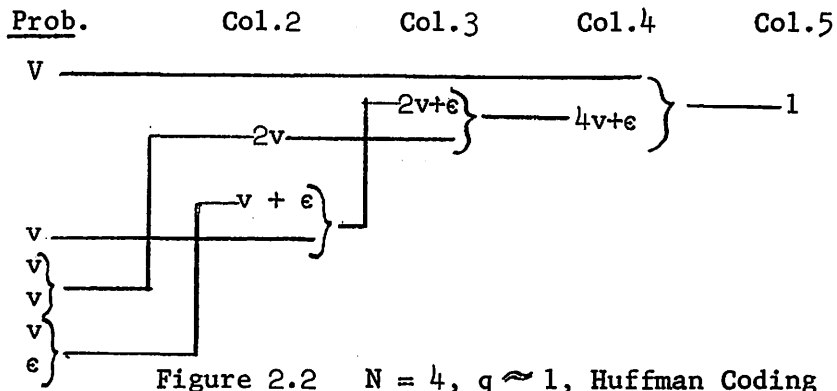 Prob. Col.2 Col.3 Col.4 Col.5
V
2v+ϵ 1
4v+ϵ
2v
v + ϵ
v
v
v
v
ϵ
Figure 2.2 N = 4, q ≈ 1, Huffman Coding